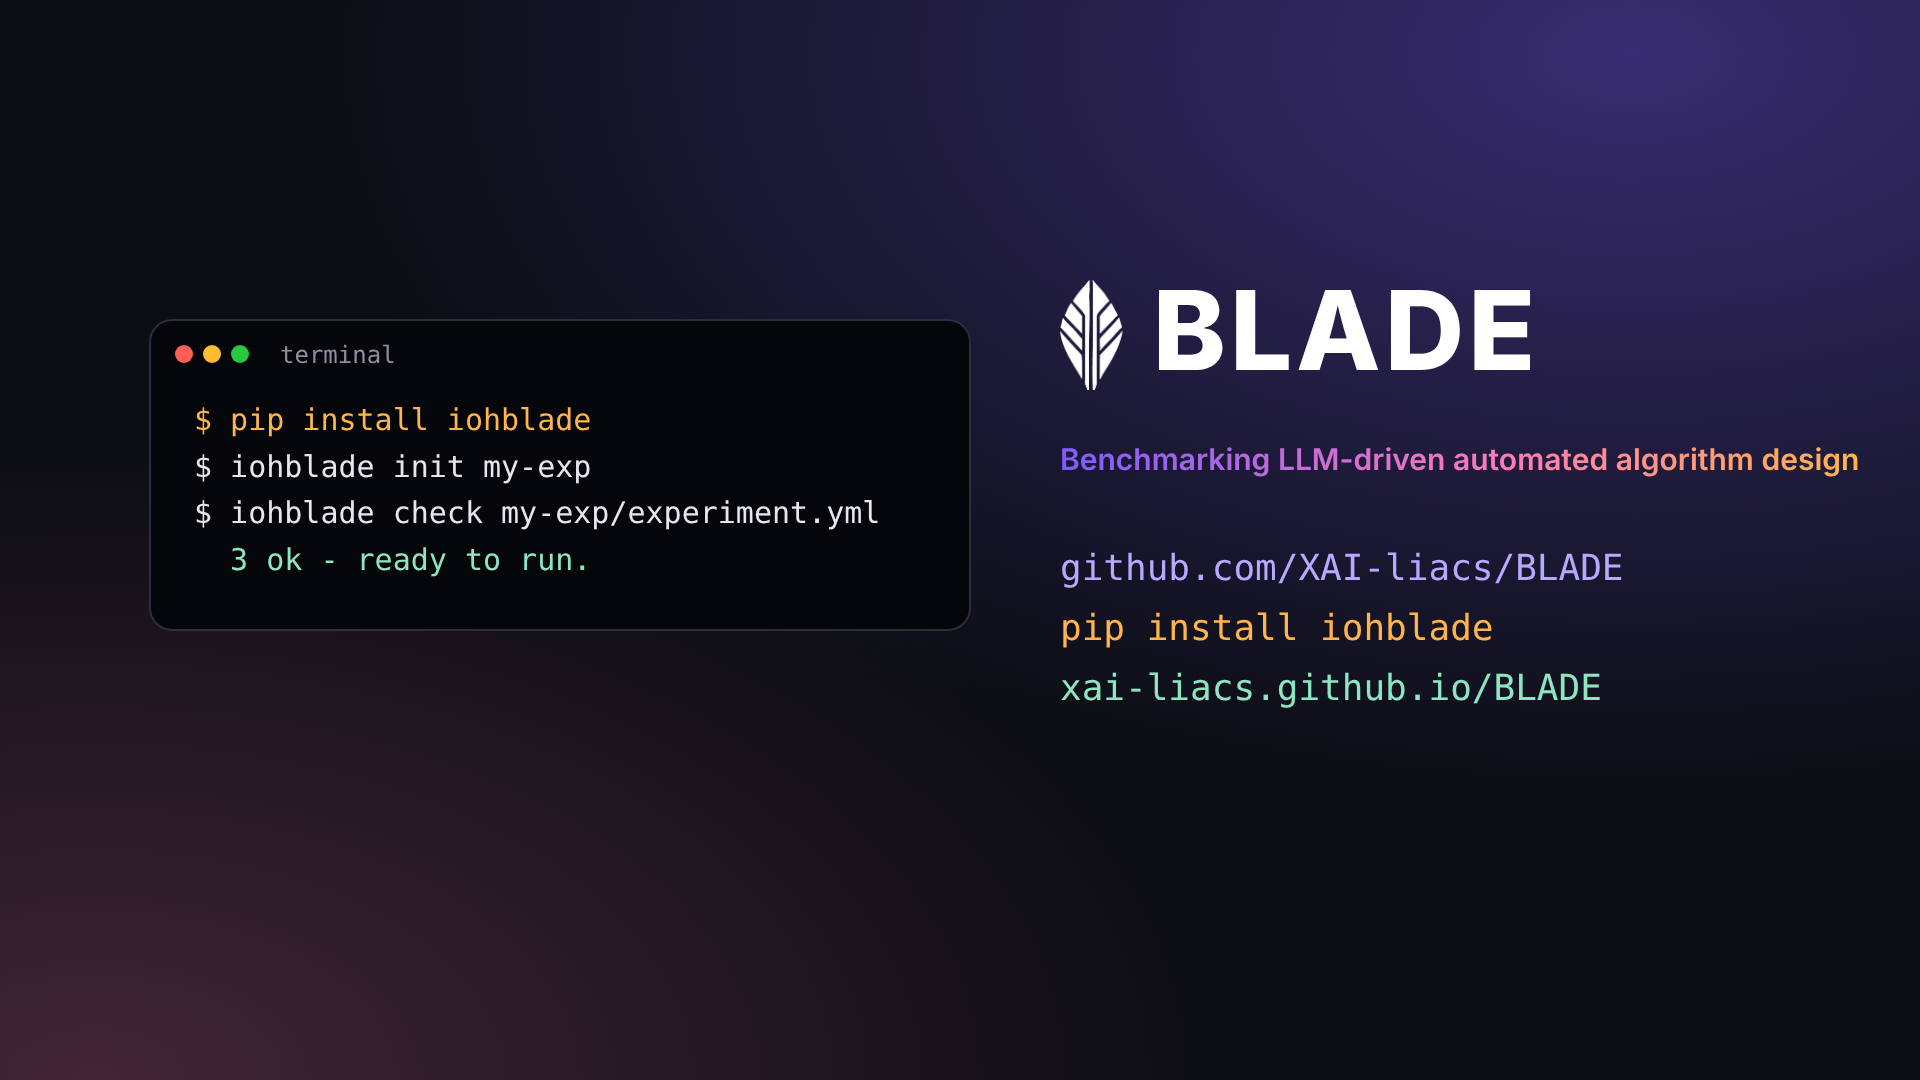 terminal
$ pip install iohblade
$ iohblade init my-exp
$ iohblade check my-exp/experiment.yml
3 ok - ready to run.
BLADE
Benchmarking LLM-driven automated algorithm design
github.com/XAI-liacs/BLADE
pip install iohblade
xai-liacs.github.io/BLADE